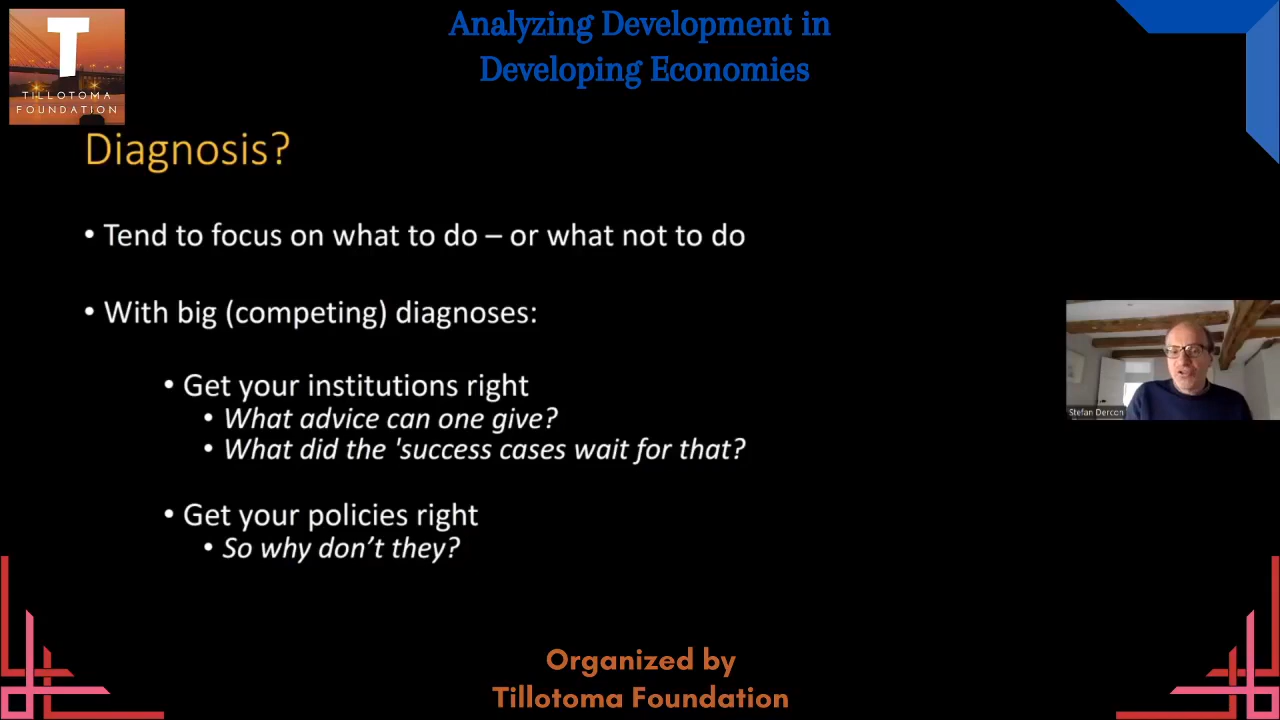 T
TILLOTOMA
FOUNDATION
Analyzing Development in
Developing Economies
Diagnosis?
• Tend to focus on what to do – or what not to do
• With big (competing) diagnoses:
• Get your institutions right
• What advice can one give?
• What did the 'success cases wait for that?
• Get your policies right
• So why don’t they?
Stefan Dercon
Organized by
Tillotoma Foundation